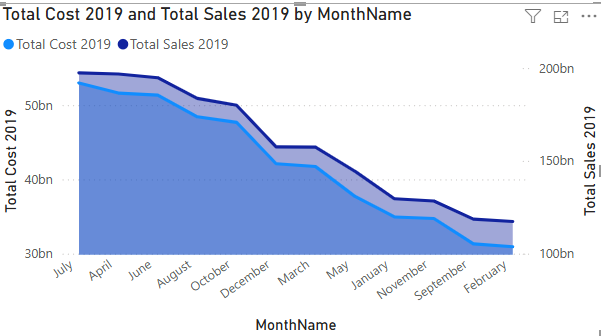 Total Cost 2019 and Total Sales 2019 by MonthName
Total Cost 2019 Total Sales 2019
Total Cost 2019
50bn
40bn
30bn
200bn
150bn
100bn
Total Sales 2019
July April June August October December March May January November September February
MonthName